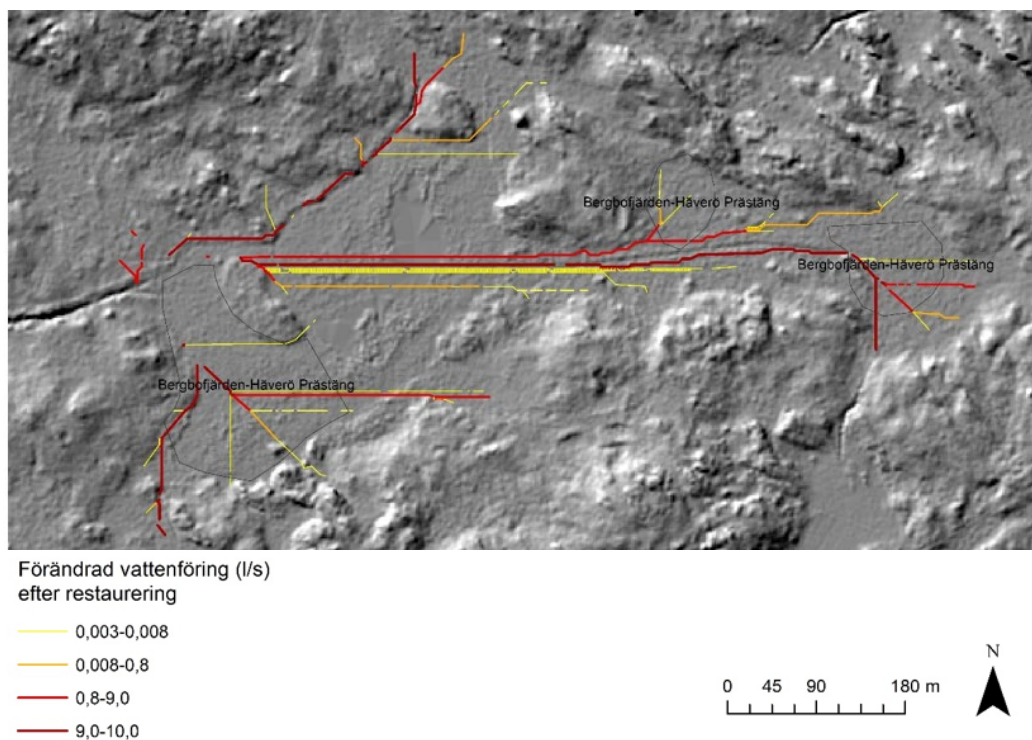 Bergbofjärden-Häverö Prästäng
Bergbofjärden-Häverö Prästäng
Bergbofjärden-Häverö Prästäng
Förändrad vattenföring (l/s)
efter restaurering
0,003-0,008
0,008-0,8
0,8-9,0
9,0-10,0
0 45 90 180 m
N